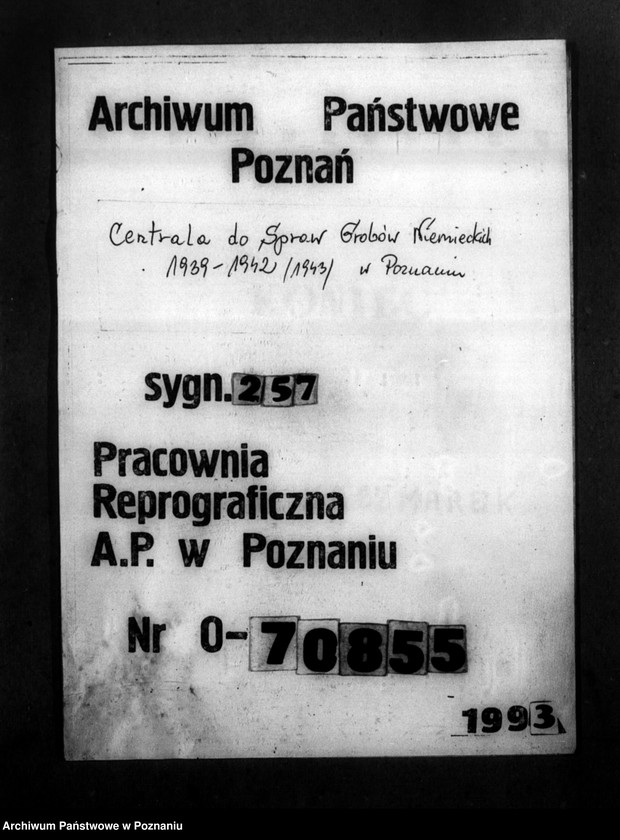 Archiwum Państwowe
Poznań
Centrala do Spraw Grobów Niemieckich
1939-1942 /1943/ w Poznaniu
sygn. 257
Pracownia
Reprograficzna
A.P. w Poznaniu
Nr O-70855
1993
Archiwum Państwowe w Poznaniu